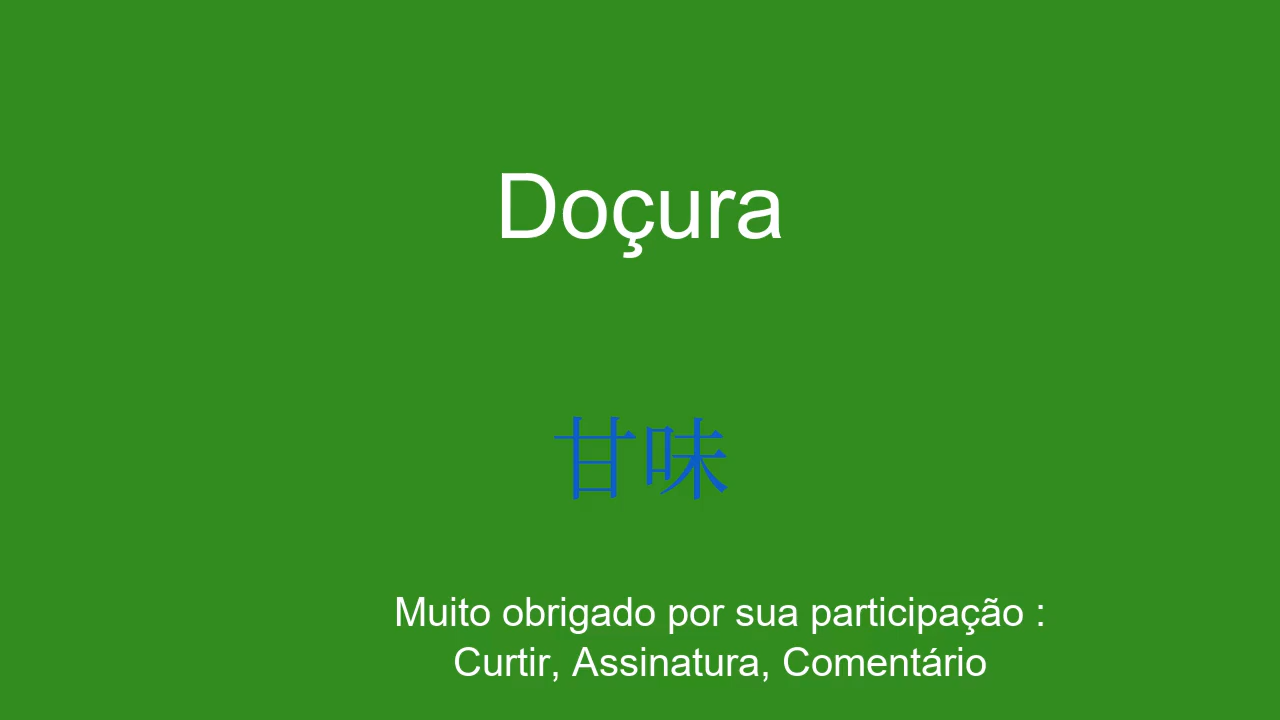 Doçura
甘味
Muito obrigado por sua participação :
Curtir, Assinatura, Comentário